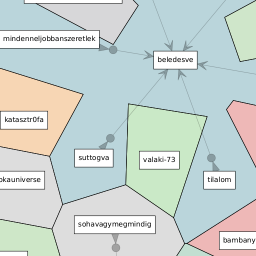 mindenneljobbanszeretlek
beledesve
katasztr0fa
suttogva
valaki-73
okauniverse
tilalom
sohavagymegmindig
bambany